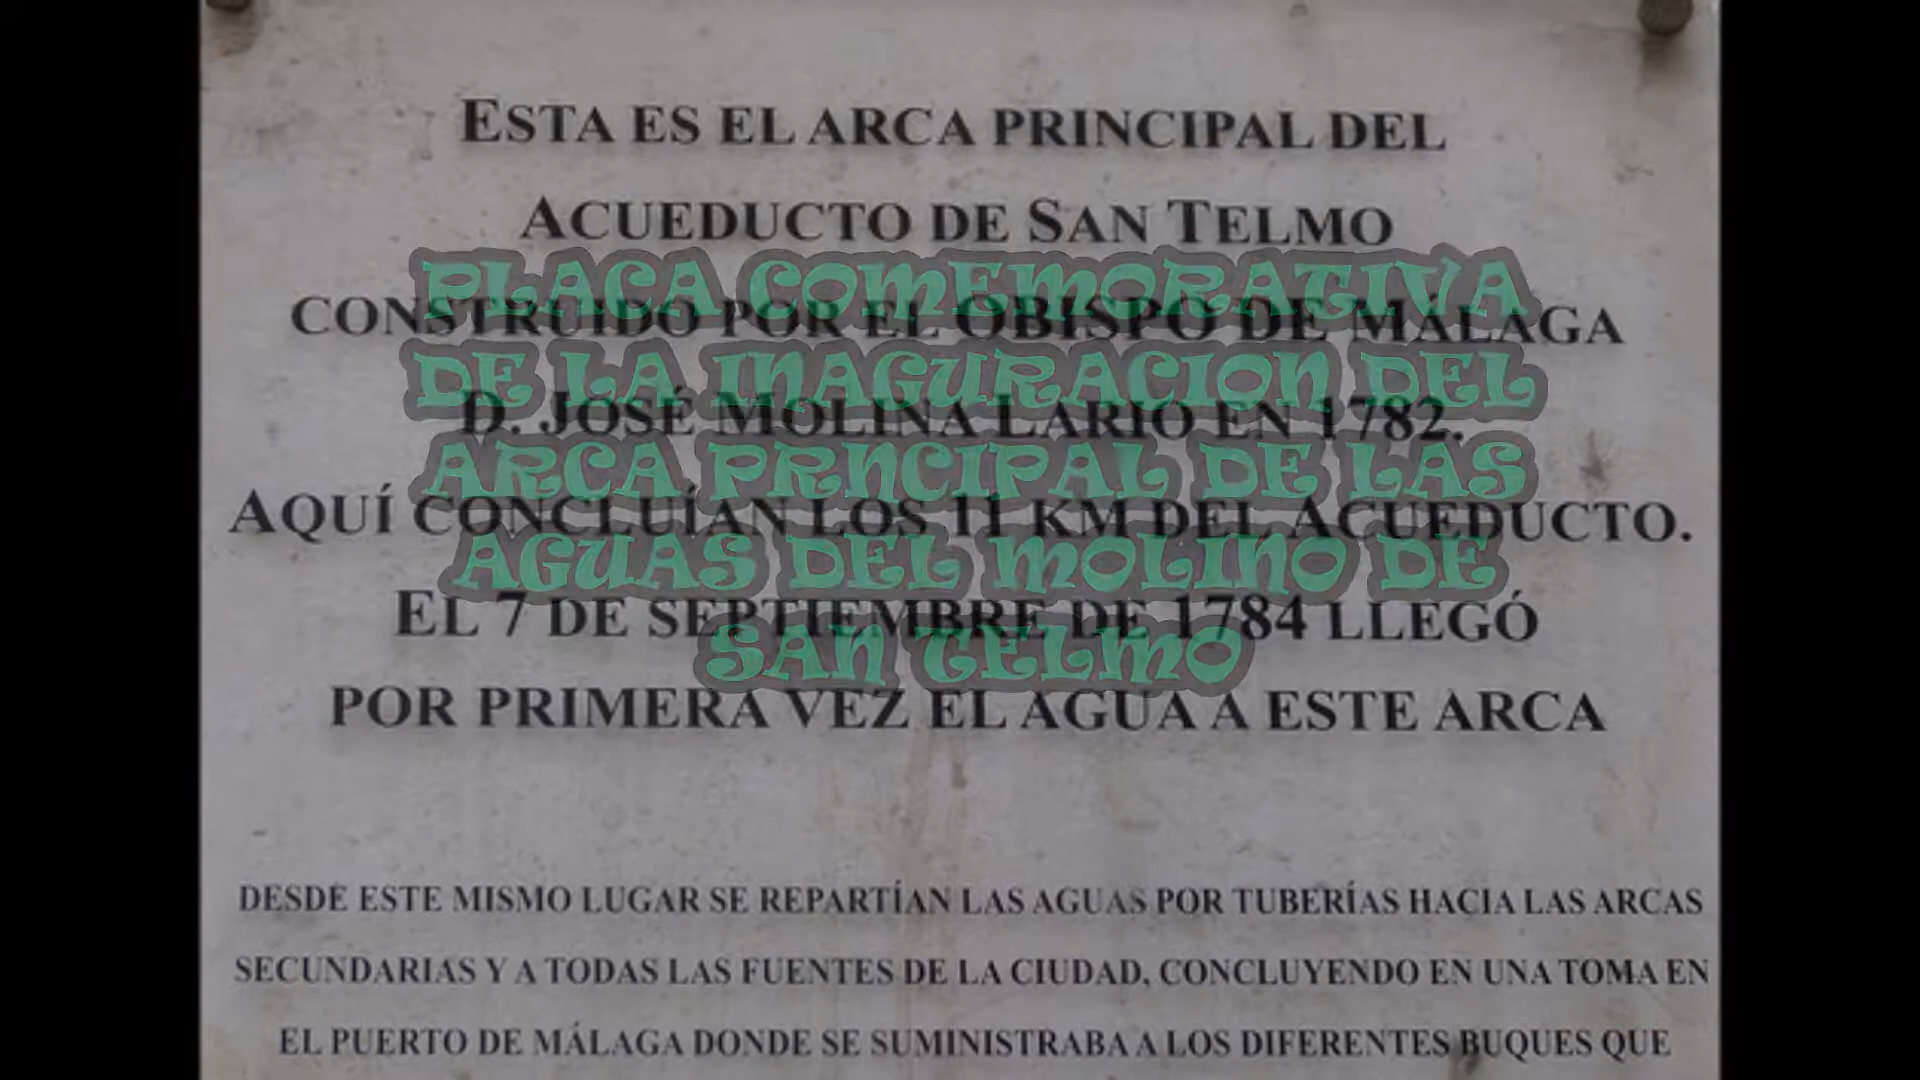 ESTA ES EL ARCA PRINCIPAL DEL
ACUEDUCTO DE SAN TELMO
CONSTRUIDO POR EL OBISPO DE MÁLAGA
D. JOSÉ MOLINA LARIO EN 1782.
AQUÍ CONCLUÍAN LOS 11 KM DEL ACUEDUCTO.
EL 7 DE SEPTIEMBRE DE 1784 LLEGÓ
POR PRIMERA VEZ EL AGUA A ESTE ARCA
DESDE ESTE MISMO LUGAR SE REPARTÍAN LAS AGUAS POR TUBERÍAS HACIA LAS ARCAS
SECUNDARIAS Y A TODAS LAS FUENTES DE LA CIUDAD, CONCLUYENDO EN UNA TOMA EN
EL PUERTO DE MÁLAGA DONDE SE SUMINISTRABA A LOS DIFERENTES BUQUES QUE
PLACA COMEMORATIVA
DE LA INAGURACION DEL
ARCA PRNCIPAL DE LAS
AGUAS DEL MOLINO DE
SAN TELMO